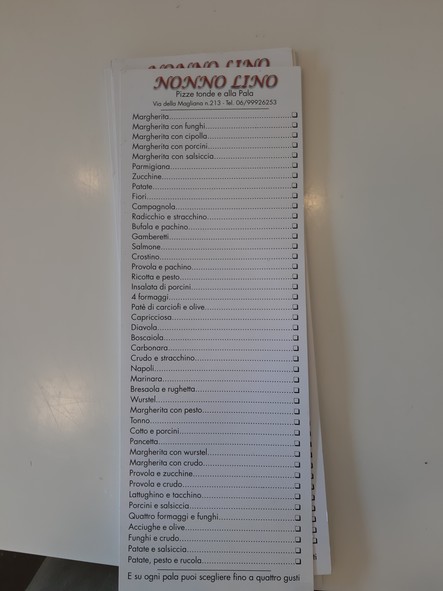 NONNO LINO
NONNO LINO
Pizze tonde e alla Pala
Via della Magliana n.213 - Tel. 06/99926253
Margherita
Margherita con funghi
Margherita con cipolla
Margherita con porcini
Margherita con salsiccia
Parmigiana
Zucchine
Patate
Fiori
Campagnola
Radicchio e stracchino
Bufala e pachino
Gamberetti
Salmone
Crostino
Provola e pachino
Ricotta e pesto
Insalata di porcini
4 formaggi
Patè di carciofi e olive
Capricciosa
Diavola
Boscaiola
Carbonara
Crudo e stracchino
Napoli
Marinara
Bresaola e rughetta
Wurstel
Margherita con pesto
Tonno
Cotto e porcini
Pancetta
Margherita con wurstel
Margherita con crudo
Provola e zucchine
Provola e crudo
Lattughino e tacchino
Porcini e salsiccia
Quattro formaggi e funghi
Acciughe e olive
Funghi e crudo
Patate e salsiccia
Patate, pesto e rucola
E su ogni pala puoi scegliere fino a quattro gusti